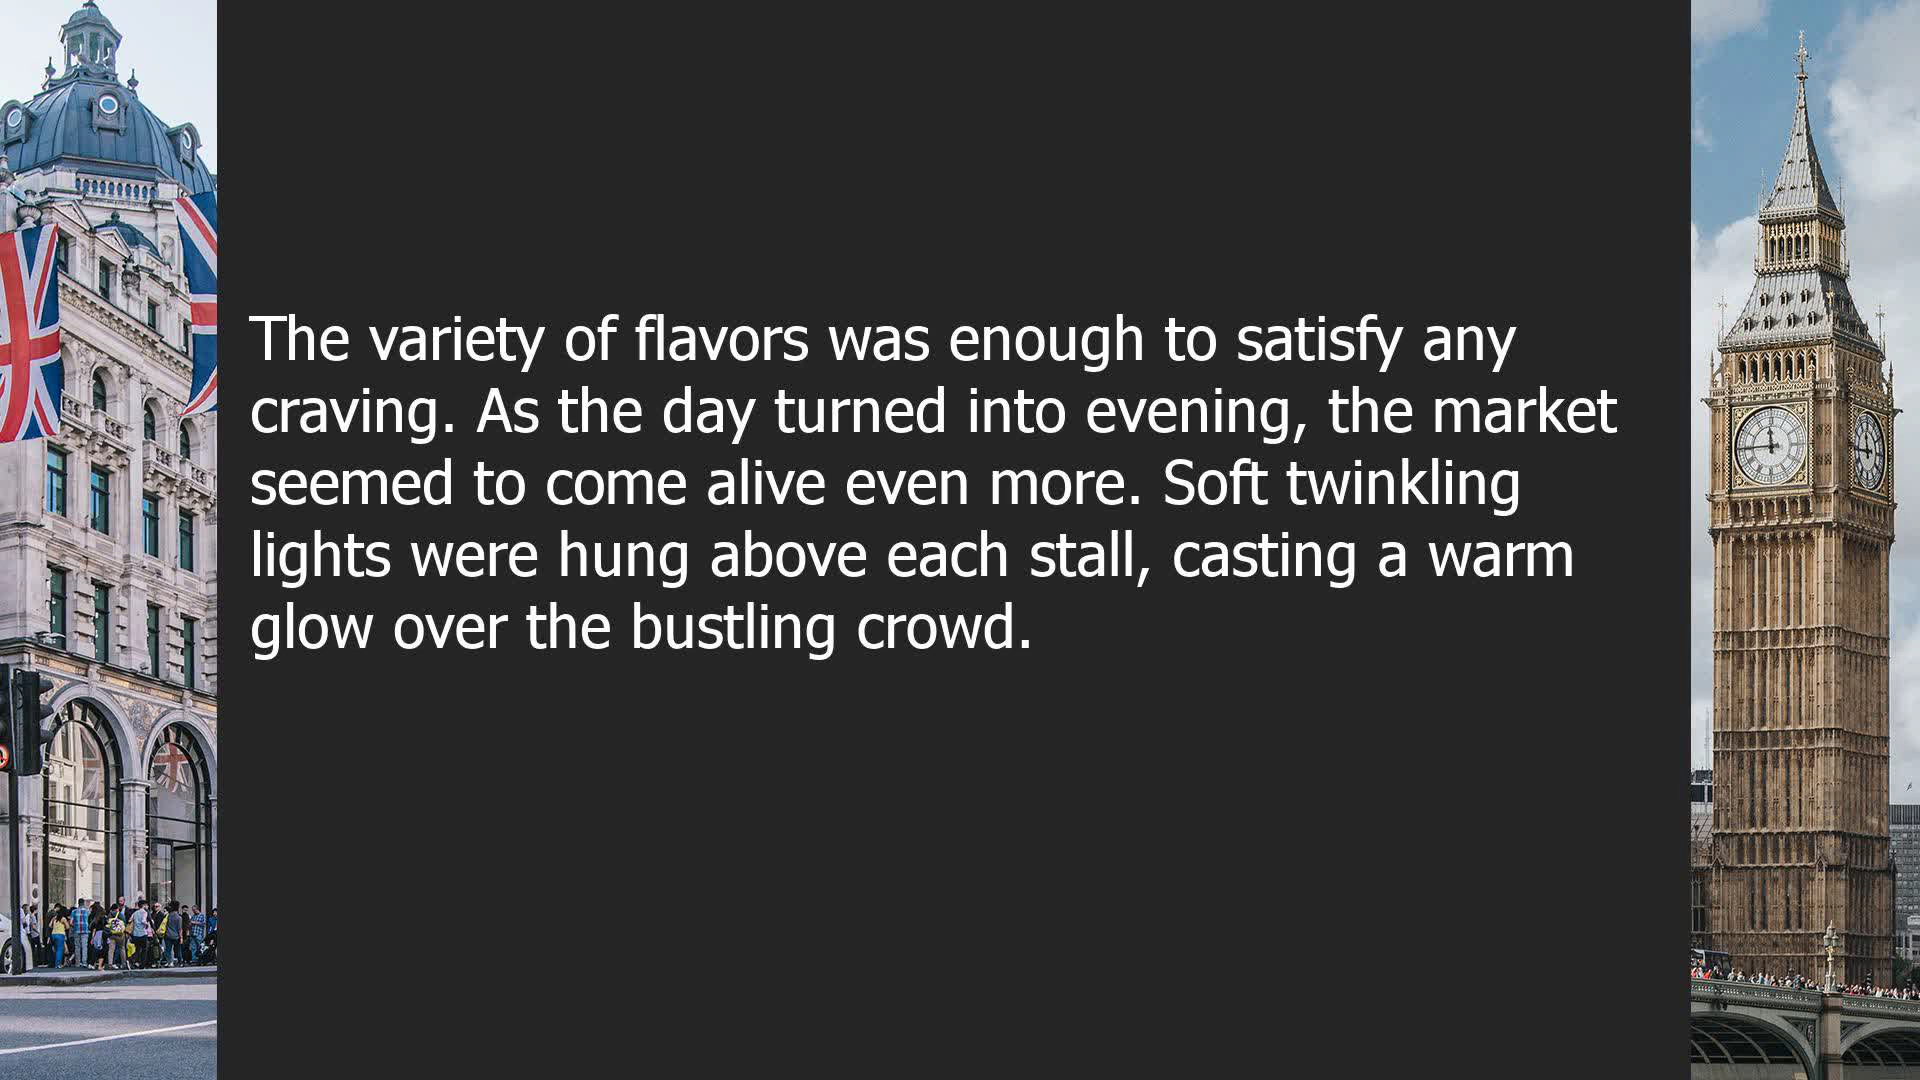 The variety of flavors was enough to satisfy any
craving. As the day turned into evening, the market
seemed to come alive even more. Soft twinkling
lights were hung above each stall, casting a warm
glow over the bustling crowd.